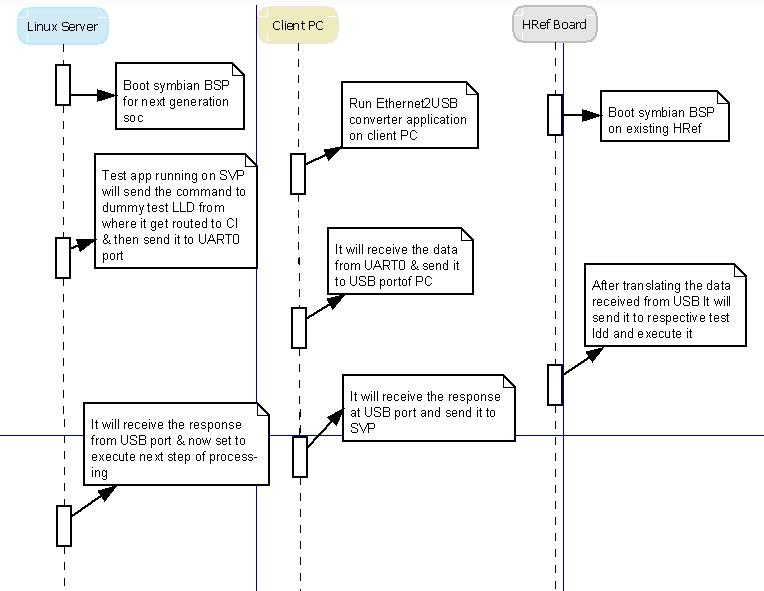 Linux Server
Client PC
HRef Board
Boot symbian BSP
for next generation
soc
Run Ethernet2USB
converter application
on client PC
Boot symbian BSP
on existing HRef
Test app running on SVP
will send the command to
dummy test LLD from
where it get routed to CI
& then send it to UART0
port
It will receive the data
from UART0 & send it
to USB portof PC
After translating the data
received from USB It will
send it to respective test
ldd and execute it
It will receive the response
at USB port and send it to
SVP
It will receive the response
from USB port & now set to
execute next step of process-
ing